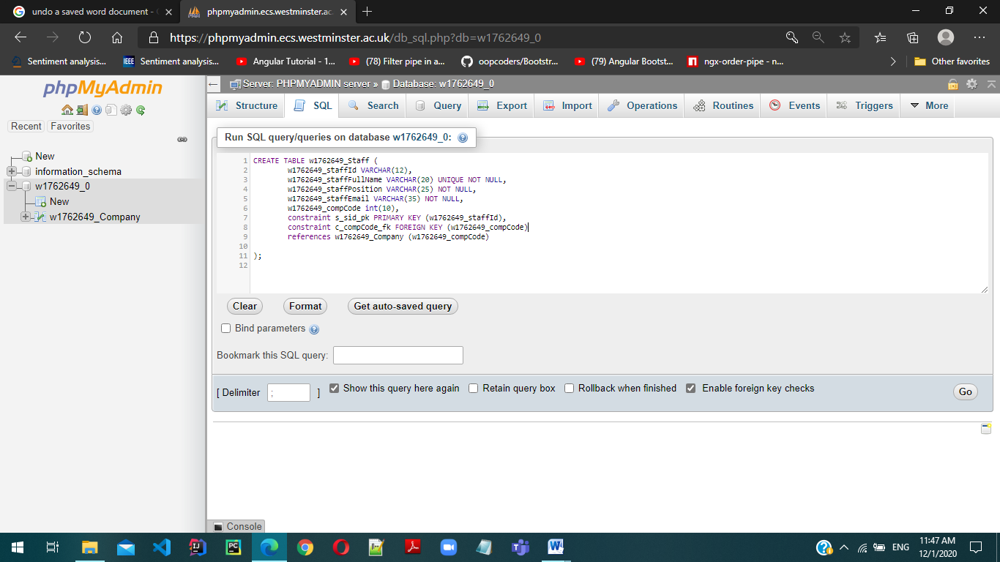 undo a saved word document - G
phpmyadmin.ecs.westminster.ac.
https://phpmyadmin.ecs.westminster.ac.uk/db_sql.php?db=w1762649_0
Sentiment analysis...
IEEE Sentiment analysis...
Angular Tutorial - 1...
(78) Filter pipe in a...
oopcoders/Bootstr...
(79) Angular Bootst...
ngx-order-pipe - n...
Other favorites
phpMyAdmin
Recent Favorites
New
information_schema
w1762649_0
New
w1762649_Company
Server: PHPMYADMIN server » Database: w1762649_0
Structure SQL Search Query Export Import Operations Routines Events Triggers More
Run SQL query/queries on database w1762649_0:
1 CREATE TABLE w1762649_Staff (
2 w1762649_staffId VARCHAR(12),
3 w1762649_staffFullName VARCHAR(20) UNIQUE NOT NULL,
4 w1762649_staffPosition VARCHAR(25) NOT NULL,
5 w1762649_staffEmail VARCHAR(35) NOT NULL,
6 w1762649_compCode int(10),
7 constraint s_sid_pk PRIMARY KEY (w1762649_staffId),
8 constraint c_compCode_fk FOREIGN KEY (w1762649_compCode)
9 references w1762649_Company (w1762649_compCode)
10
11 );
12
Clear Format Get auto-saved query
Bind parameters
Bookmark this SQL query:
[ Delimiter ; ] Show this query here again Retain query box Rollback when finished Enable foreign key checks Go
Console
ENG
11:47 AM
12/1/2020